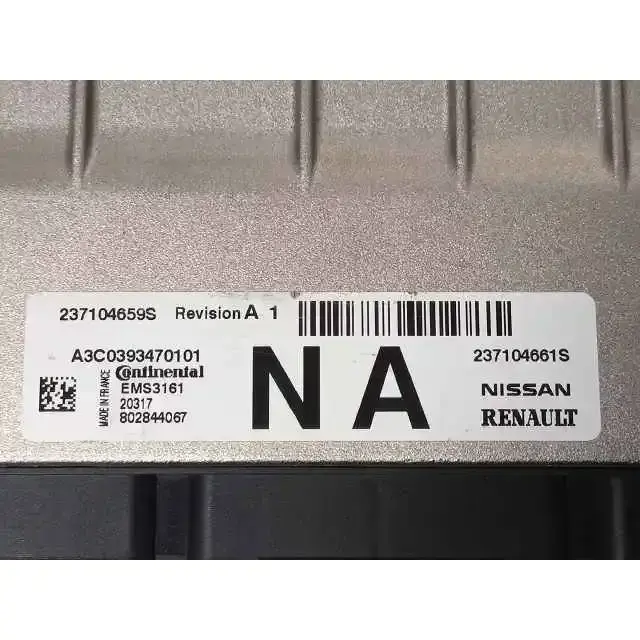 237104659S Revision A 1
A3C0393470101 237104661S
MADE IN FRANCE
Continental
EMS3161
20317
802844067
NA
NISSAN
RENAULT